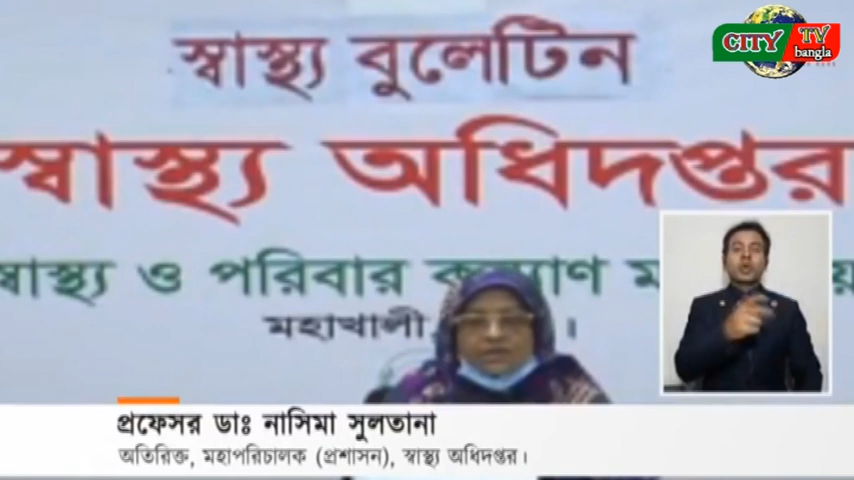 CITY TV
bangla
স্বাস্থ্য বুলেটিন
স্বাস্থ্য অধিদপ্তর
স্বাস্থ্য ও পরিবার কল্যাণ
মহাখালী
।
প্রফেসর ডাঃ নাসিমা সুলতানা
অতিরিক্ত, মহাপরিচালক (প্রশাসন), স্বাস্থ্য অধিদপ্তর।